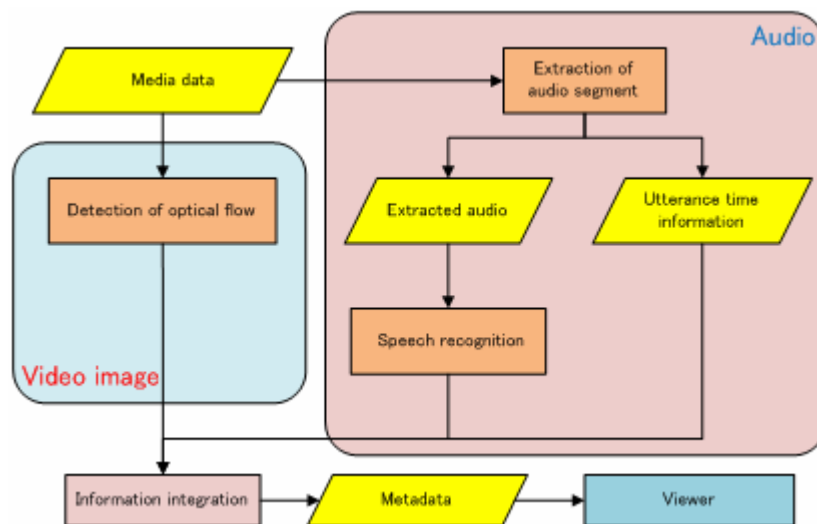 Audio
Media data
Extraction of
audio segment
Detection of optical flow
Extracted audio
Utterance time
information
Speech recognition
Video image
Information integration
Metadata
Viewer